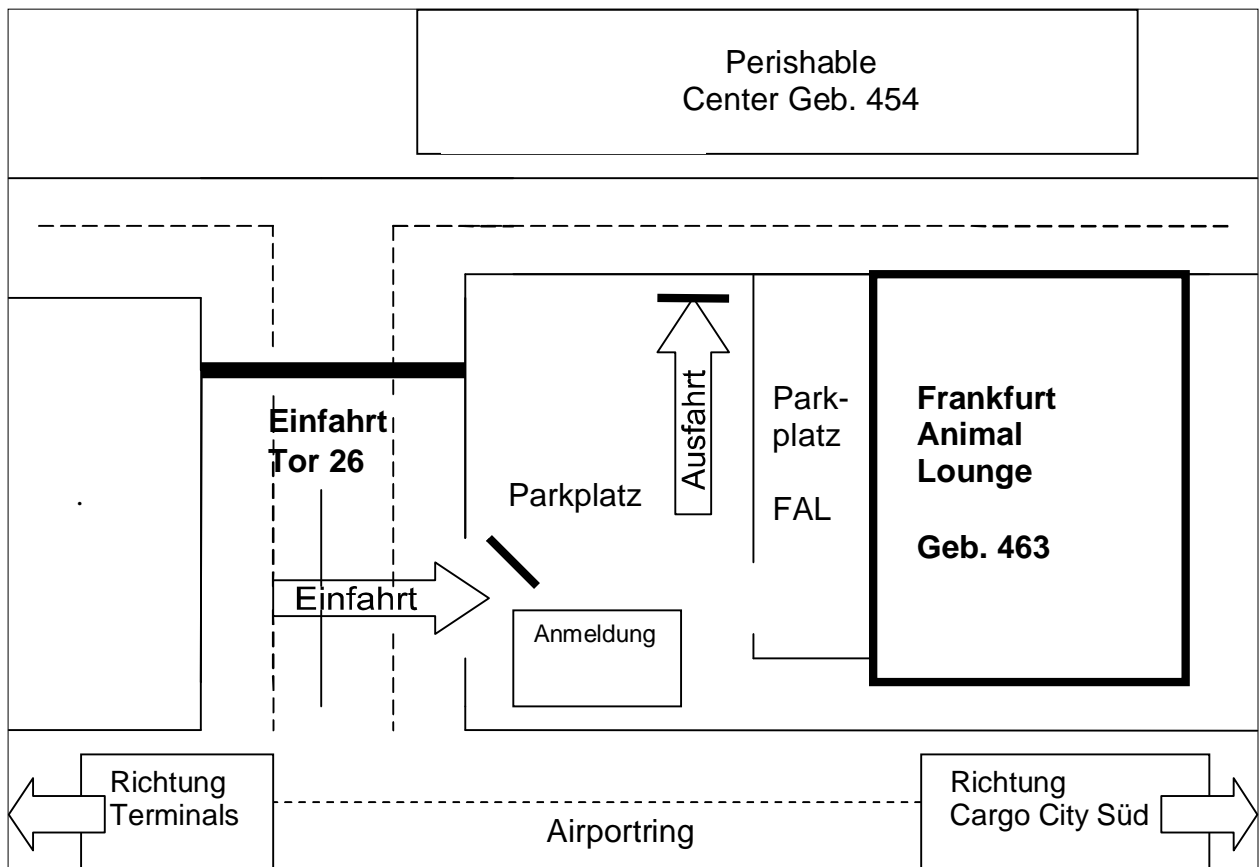 Perishable
Center Geb. 454
Einfahrt
Tor 26
Parkplatz
Ausfahrt
Park-
platz
FAL
Frankfurt
Animal
Lounge
Geb. 463
Einfahrt
Anmeldung
Richtung
Terminals
Airportring
Richtung
Cargo City Süd